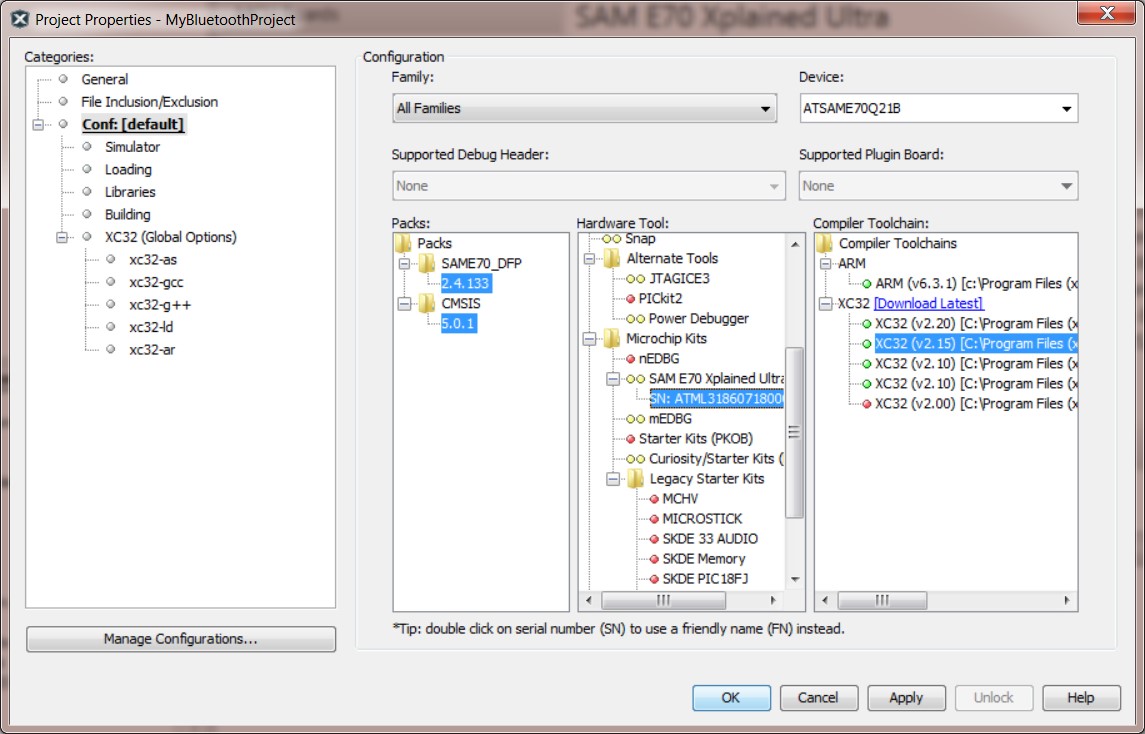 Project Properties - MyBluetoothProject
SAM E70 Xplained Ultra
Categories:
General
File Inclusion/Exclusion
Conf: [default]
Simulator
Loading
Libraries
Building
XC32 (Global Options)
xc32-as
xc32-gcc
xc32-g++
xc32-ld
xc32-ar
Manage Configurations...
Configuration
Family:
All Families
Device:
ATSAME70Q21B
Supported Debug Header:
None
Supported Plugin Board:
None
Packs:
Packs
SAME70_DFP
2.4.133
CMSIS
5.0.1
Hardware Tool:
Snap
Alternate Tools
JTAGICE3
PICkit2
Power Debugger
Microchip Kits
nEDBG
SAM E70 Xplained Ultra
SN: ATML318607180
mEDBG
Starter Kits (PKOB)
Curiosity/Starter Kits (
Legacy Starter Kits
MCHV
MICROSTICK
SKDE 33 AUDIO
SKDE Memory
SKDE PIC18FJ
Compiler Toolchain:
Compiler Toolchains
ARM
ARM (v6.3.1) [c:\Program Files (x
XC32 [Download Latest]
XC32 (v2.20) [C:\Program Files (x
XC32 (v2.15) [C:\Program Files (x
XC32 (v2.10) [C:\Program Files (x
XC32 (v2.10) [C:\Program Files (x
XC32 (v2.00) [C:\Program Files (x
*Tip: double click on serial number (SN) to use a friendly name (FN) instead.
OK
Cancel
Apply
Unlock
Help